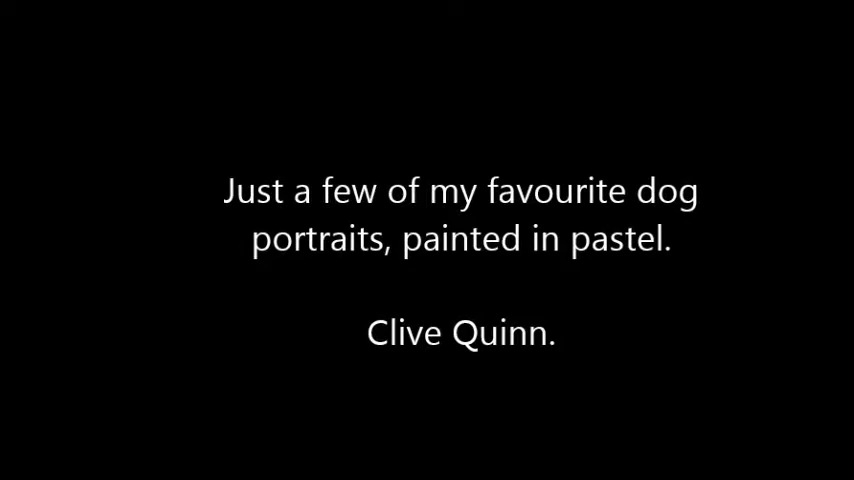 Just a few of my favourite dog
portraits, painted in pastel.
Clive Quinn.